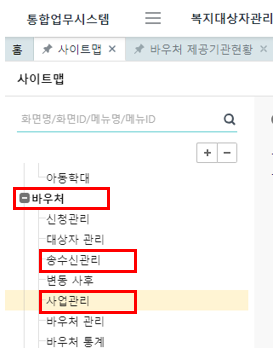 통합업무시스템 복지대상자관리
홈 사이트맵 × 바우처 제공기관현황 ×
사이트맵
화면명/화면ID/메뉴명/메뉴ID
+ −
아동학대
바우처
신청관리
대상자 관리
송수신관리
변동 사후
사업관리
바우처 관리
바우처 통계